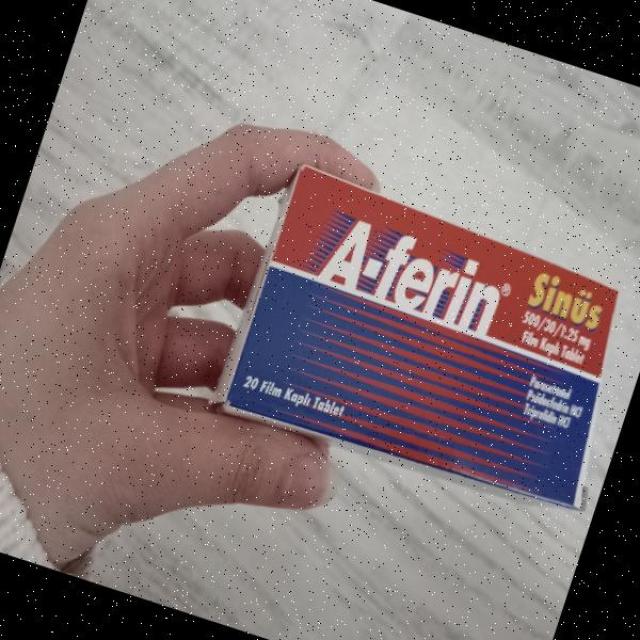 A-ferin®
Sinüs
500/30/1.25 mg
Film Kaplı Tablet
Parasetamol
Psödoefedrin HCl
Triprolidin HCl
20 Film Kaplı Tablet